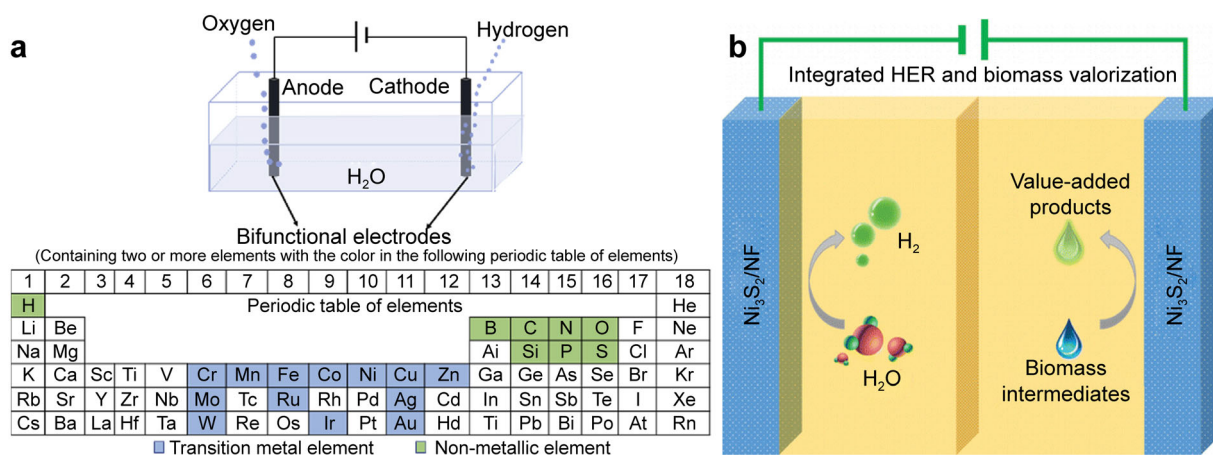 a
Oxygen
Hydrogen
Anode
Cathode
H₂O
Bifunctional electrodes
(Containing two or more elements with the color in the following periodic table of elements)
1 2 3 4 5 6 7 8 9 10 11 12 13 14 15 16 17 18
H Periodic table of elements He
Li Be B C N O F Ne
Na Mg Ai Si P S Cl Ar
K Ca Sc Ti V Cr Mn Fe Co Ni Cu Zn Ga Ge As Se Br Kr
Rb Sr Y Zr Nb Mo Tc Ru Rh Pd Ag Cd In Sn Sb Te I Xe
Cs Ba La Hf Ta W Re Os Ir Pt Au Hd Ti Pb Bi Po At Rn
Transition metal element
Non-metallic element
b
Integrated HER and biomass valorization
Ni₃S₂/NF
H₂
H₂O
Value-added
products
Biomass
intermediates
Ni₃S₂/NF